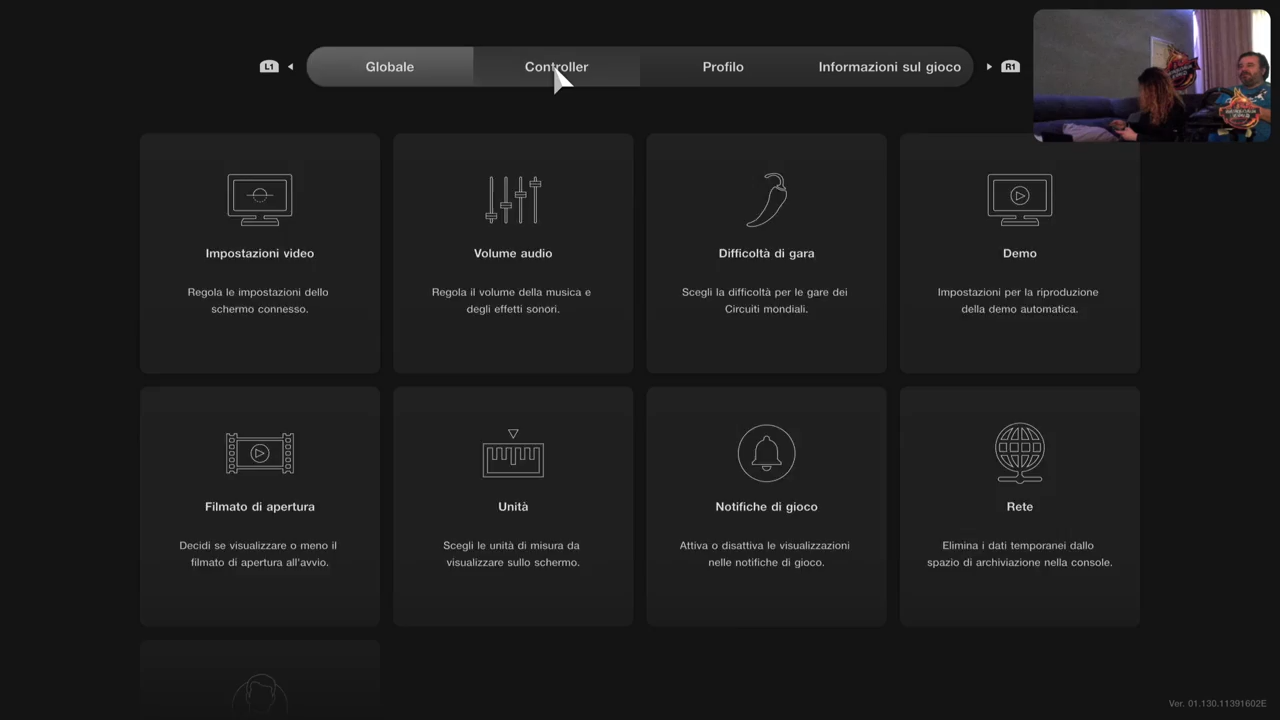 L1
Globale
Controller
Profilo
Informazioni sul gioco
R1
Impostazioni video
Regola le impostazioni dello
schermo connesso.
Volume audio
Regola il volume della musica e
degli effetti sonori.
Difficoltà di gara
Scegli la difficoltà per le gare dei
Circuiti mondiali.
Demo
Impostazioni per la riproduzione
della demo automatica.
Filmato di apertura
Decidi se visualizzare o meno il
filmato di apertura all'avvio.
Unità
Scegli le unità di misura da
visualizzare sullo schermo.
Notifiche di gioco
Attiva o disattiva le visualizzazioni
nelle notifiche di gioco.
Rete
Elimina i dati temporanei dallo
spazio di archiviazione nella console.
Ver. 01.130.11391602E